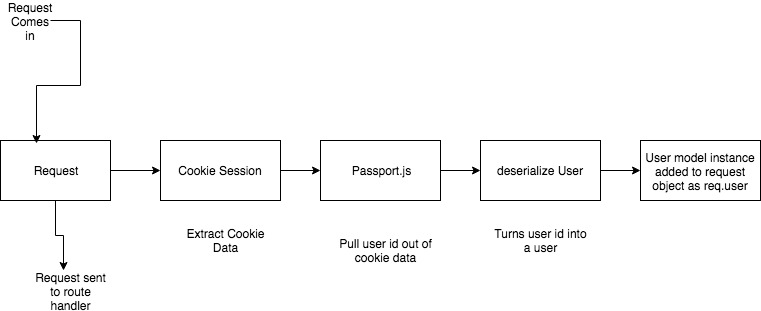 Request
Comes
in
Request
Cookie Session
Passport.js
deserialize User
User model instance
added to request
object as req.user
Extract Cookie
Data
Pull user id out of
cookie data
Turns user id into
a user
Request sent
to route
handler